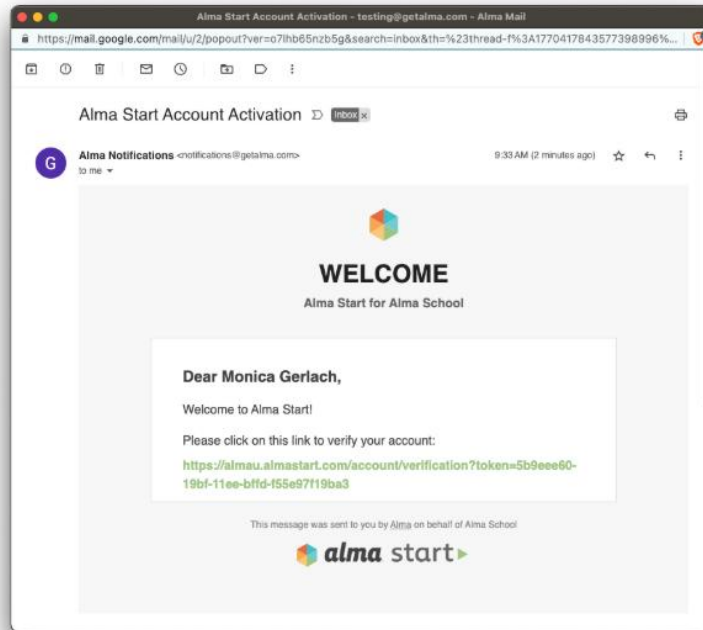 Alma Start Account Activation – testing@getalma.com – Alma Mail
https://mail.google.com/mail/u/2/popout?ver=o7lhb65nzb5g&search=inbox&th=%23thread-f%3A1770417843577398996%...
Alma Start Account Activation Inbox x
Alma Notifications <notifications@getalma.com> 9:33 AM (2 minutes ago)
G
to me
WELCOME
Alma Start for Alma School
Dear Monica Gerlach,
Welcome to Alma Start!
Please click on this link to verify your account:
https://almau.almastart.com/account/verification?token=5b9eee60-
19bf-11ee-bffd-f55e97f19ba3
This message was sent to you by Alma on behalf of Alma School
alma start